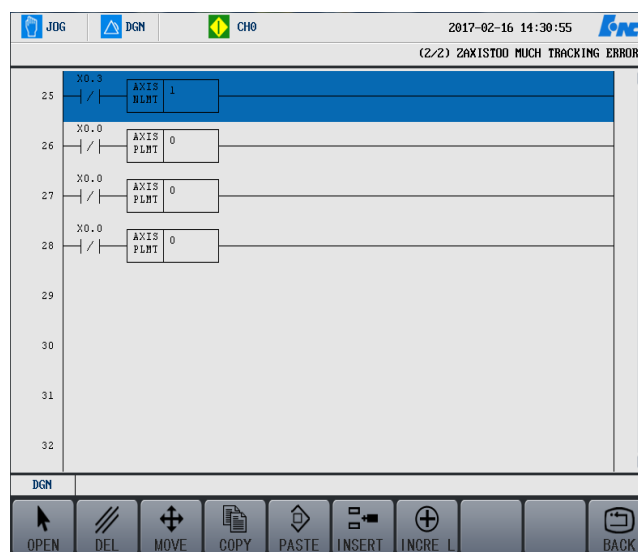 JOG DGN CH0 2017-02-16 14:30:55
(2/2) ZAXISTOO MUCH TRACKING ERROR
X0.3
25 AXIS NLMT 1
X0.0
26 AXIS PLMT 0
X0.0
27 AXIS PLMT 0
X0.0
28 AXIS PLMT 0
29
30
31
32
DGN
OPEN DEL MOVE COPY PASTE INSERT INCRE L BACK